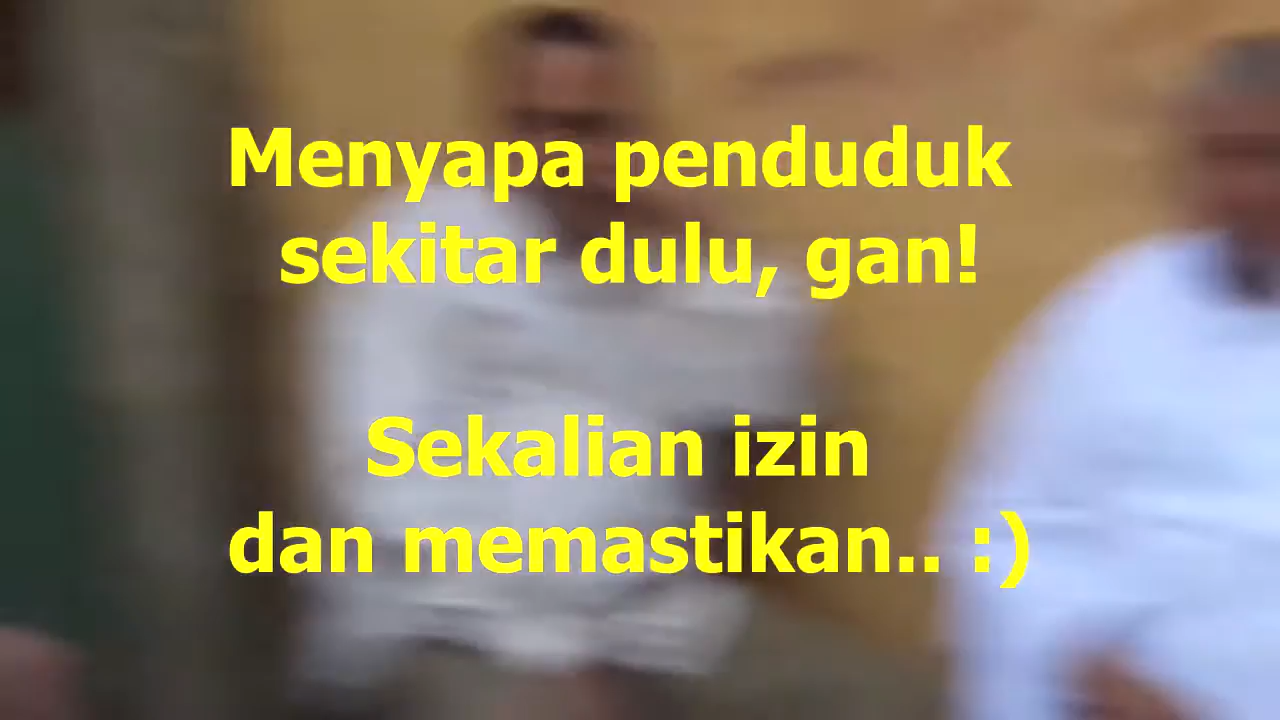 Menyapa penduduk
sekitar dulu, gan!
Sekalian izin
dan memastikan.. :)